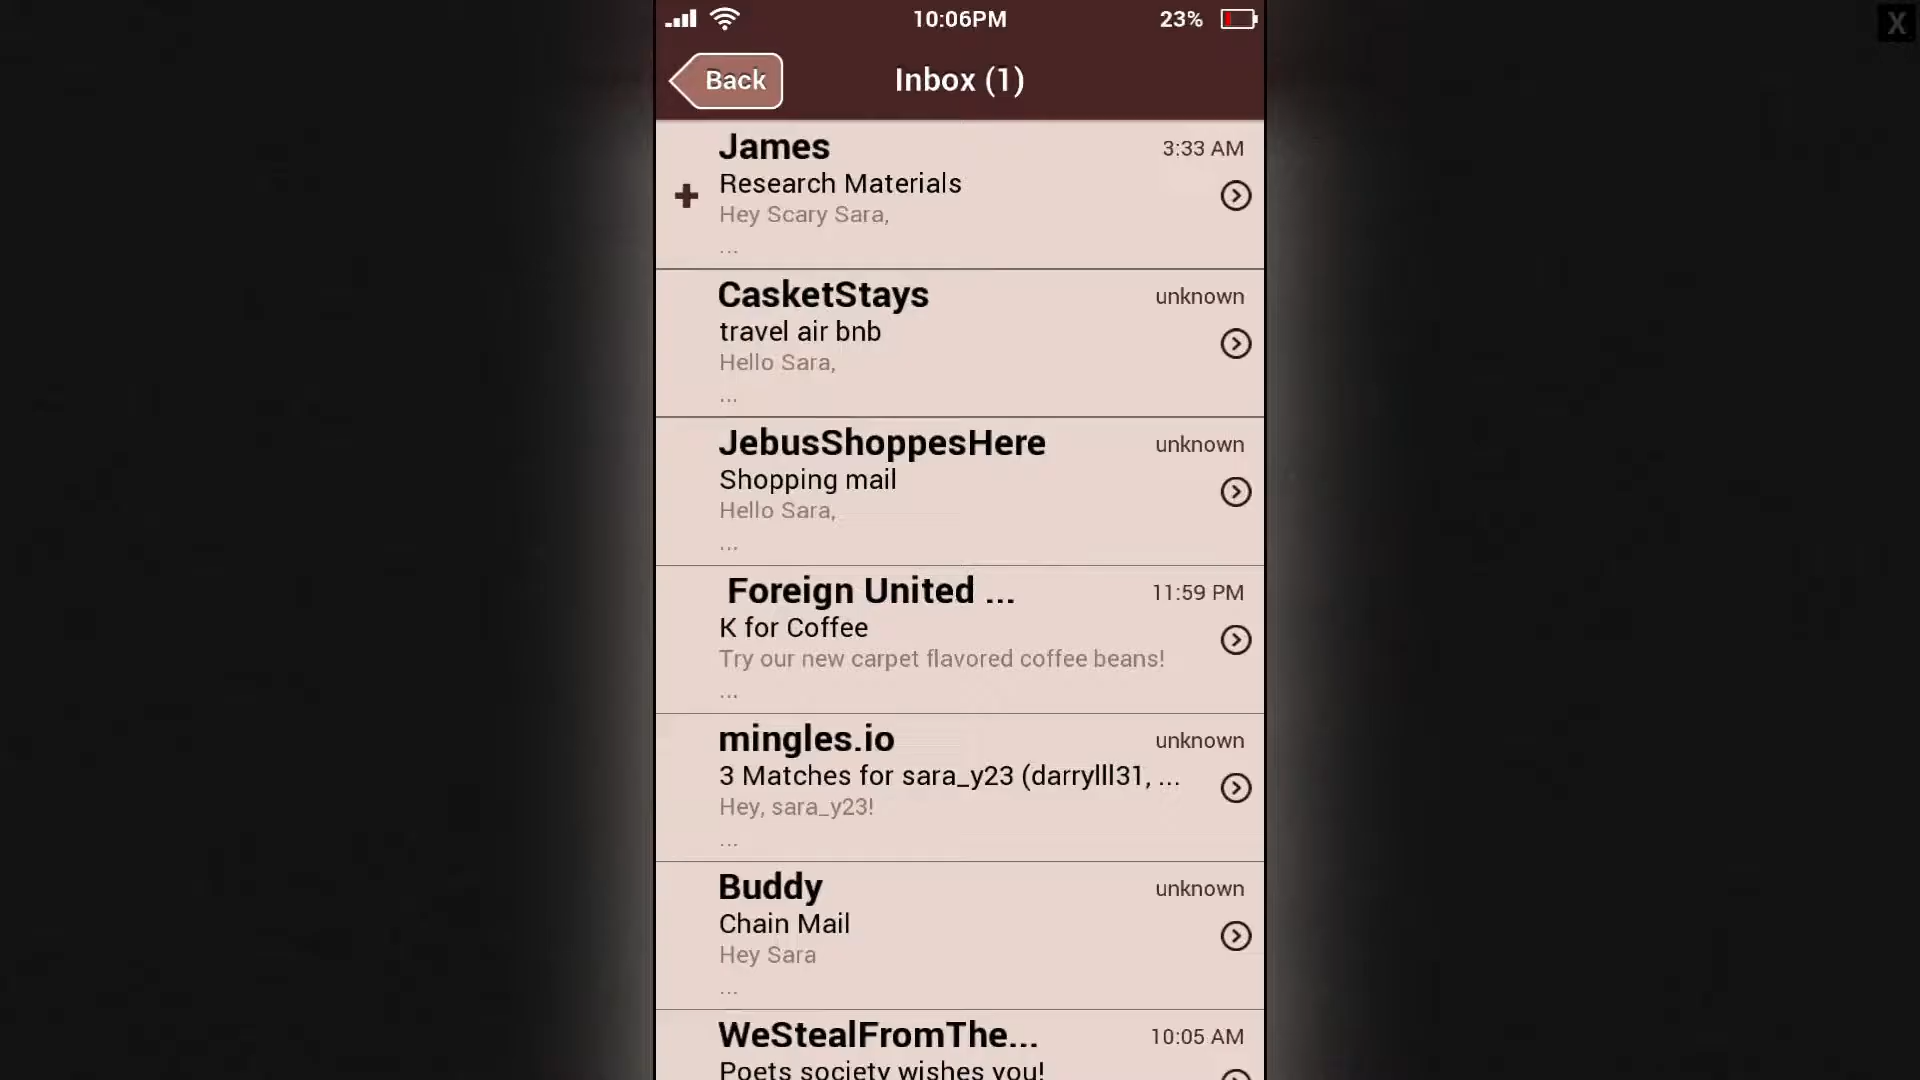 10:06PM
23%
X
Back
Inbox (1)
James
3:33 AM
Research Materials
Hey Scary Sara,
...
CasketStays
unknown
travel air bnb
Hello Sara,
...
JebusShoppesHere
unknown
Shopping mail
Hello Sara,
...
Foreign United ...
11:59 PM
K for Coffee
Try our new carpet flavored coffee beans!
...
mingles.io
unknown
3 Matches for sara_y23 (darrylll31, ...
Hey, sara_y23!
...
Buddy
unknown
Chain Mail
Hey Sara
...
WeStealFromThe...
10:05 AM
Poets society wishes you!